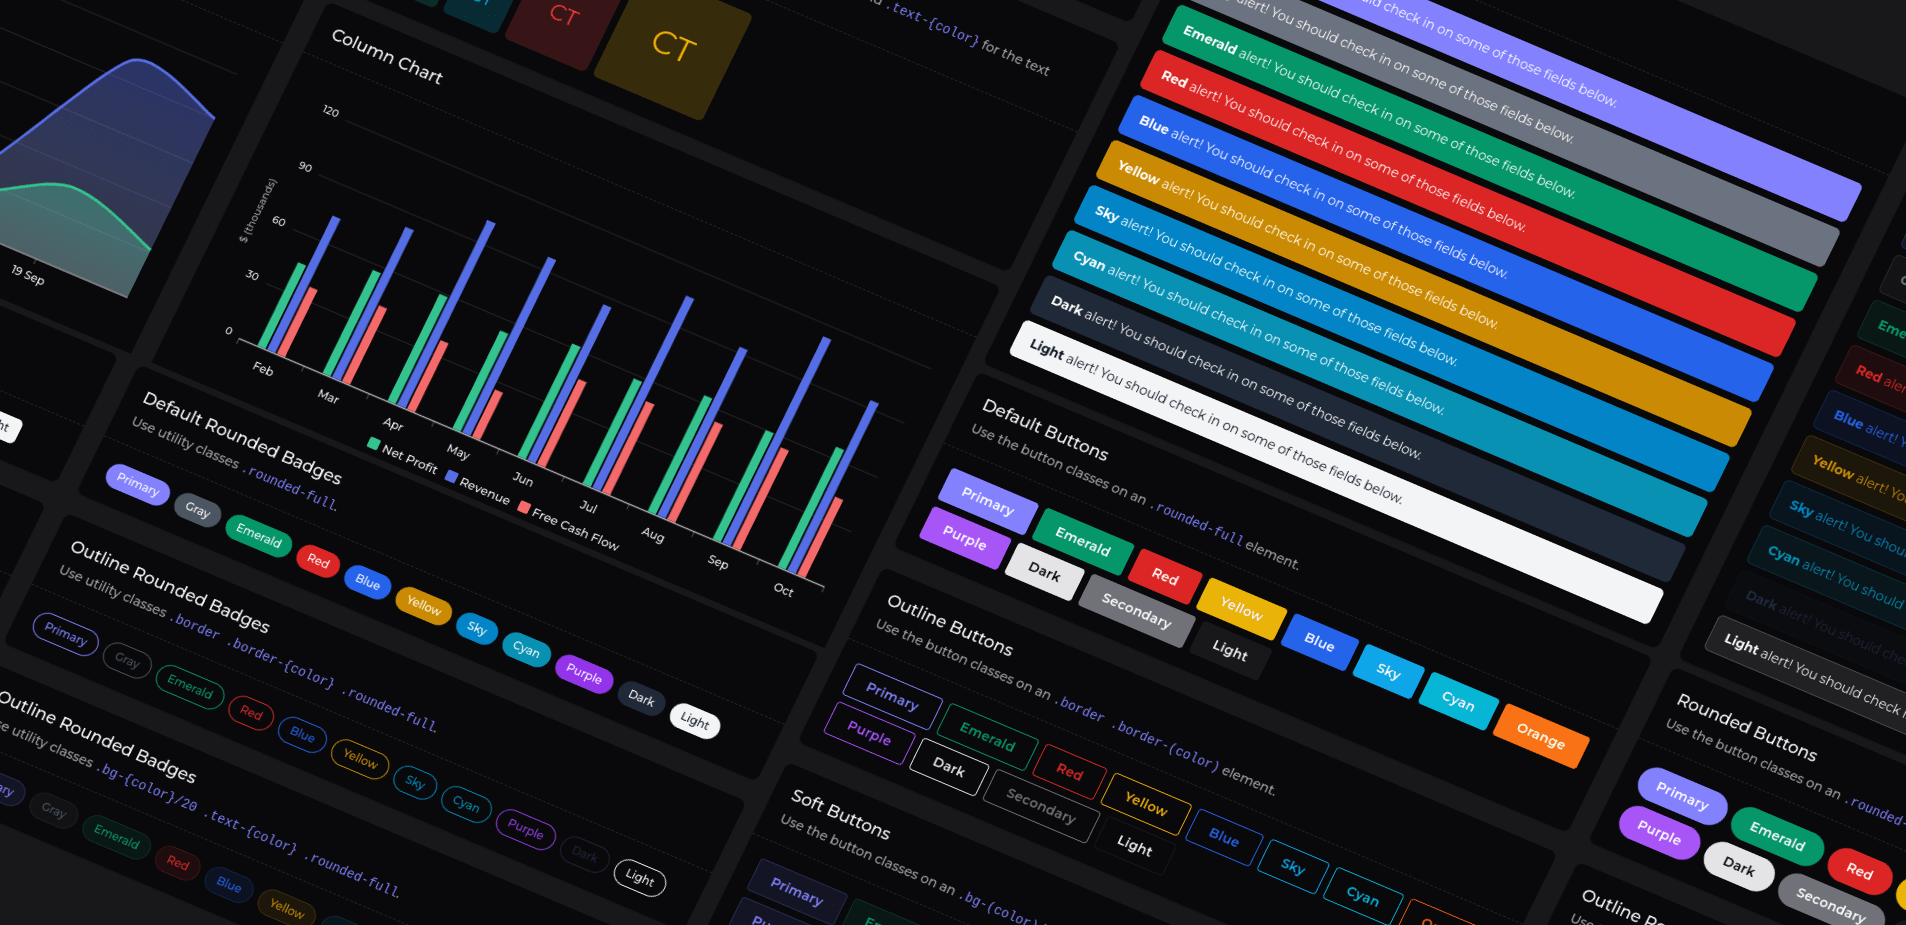 19 Sep
ht
CT
CT
.text-{color} for the text
Column Chart
120
90
60
30
0
$ (thousands)
Feb
Mar
Apr
May
Jun
Jul
Aug
Sep
Oct
Net Profit
Revenue
Free Cash Flow
Default Rounded Badges
Use utility classes .rounded-full.
Primary
Gray
Emerald
Red
Blue
Yellow
Sky
Cyan
Purple
Dark
Light
Outline Rounded Badges
Use utility classes .border .border-{color} .rounded-full.
Primary
Gray
Emerald
Red
Blue
Yellow
Sky
Cyan
Purple
Dark
Light
Outline Rounded Badges
se utility classes .bg-{color}/20 .text-{color} .rounded-full.
ary
Gray
Emerald
Red
Blue
Yellow
check in on some of those fields below.
alert! You should check in on some of those fields below.
Emerald alert! You should check in on some of those fields below.
Red alert! You should check in on some of those fields below.
Blue alert! You should check in on some of those fields below.
Yellow alert! You should check in on some of those fields below.
Sky alert! You should check in on some of those fields below.
Cyan alert! You should check in on some of those fields below.
Dark alert! You should check in on some of those fields below.
Light alert! You should check in on some of those fields below.
Default Buttons
Use the button classes on an .rounded-full element.
Primary
Emerald
Red
Yellow
Blue
Sky
Cyan
Orange
Purple
Dark
Secondary
Light
Outline Buttons
Use the button classes on an .border .border-(color) element.
Primary
Emerald
Red
Yellow
Blue
Sky
Cyan
Purple
Dark
Secondary
Light
Soft Buttons
Use the button classes on an .bg-(color)
Primary
Eme
Red aler
Blue alert! Y
Yellow alert! Yo
Sky alert! You shou
Cyan alert! You should
Dark alert! You should che
Light alert! You should check i
Rounded Buttons
Use the button classes on an .rounded-
Primary
Emerald
Red
Purple
Dark
Secondary
Outline Ro
Use